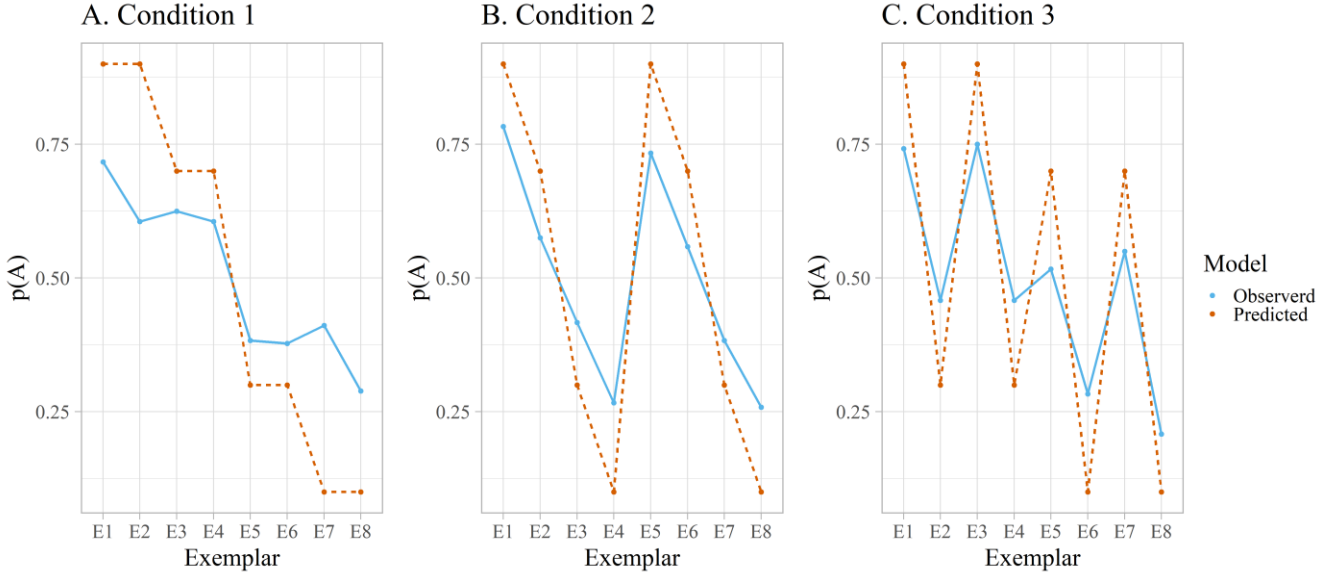 A. Condition 1
B. Condition 2
C. Condition 3
p(A)
0.75
0.50
0.25
E1 E2 E3 E4 E5 E6 E7 E8
Exemplar
p(A)
0.75
0.50
0.25
E1 E2 E3 E4 E5 E6 E7 E8
Exemplar
p(A)
0.75
0.50
0.25
E1 E2 E3 E4 E5 E6 E7 E8
Exemplar
Model
Observerd
Predicted